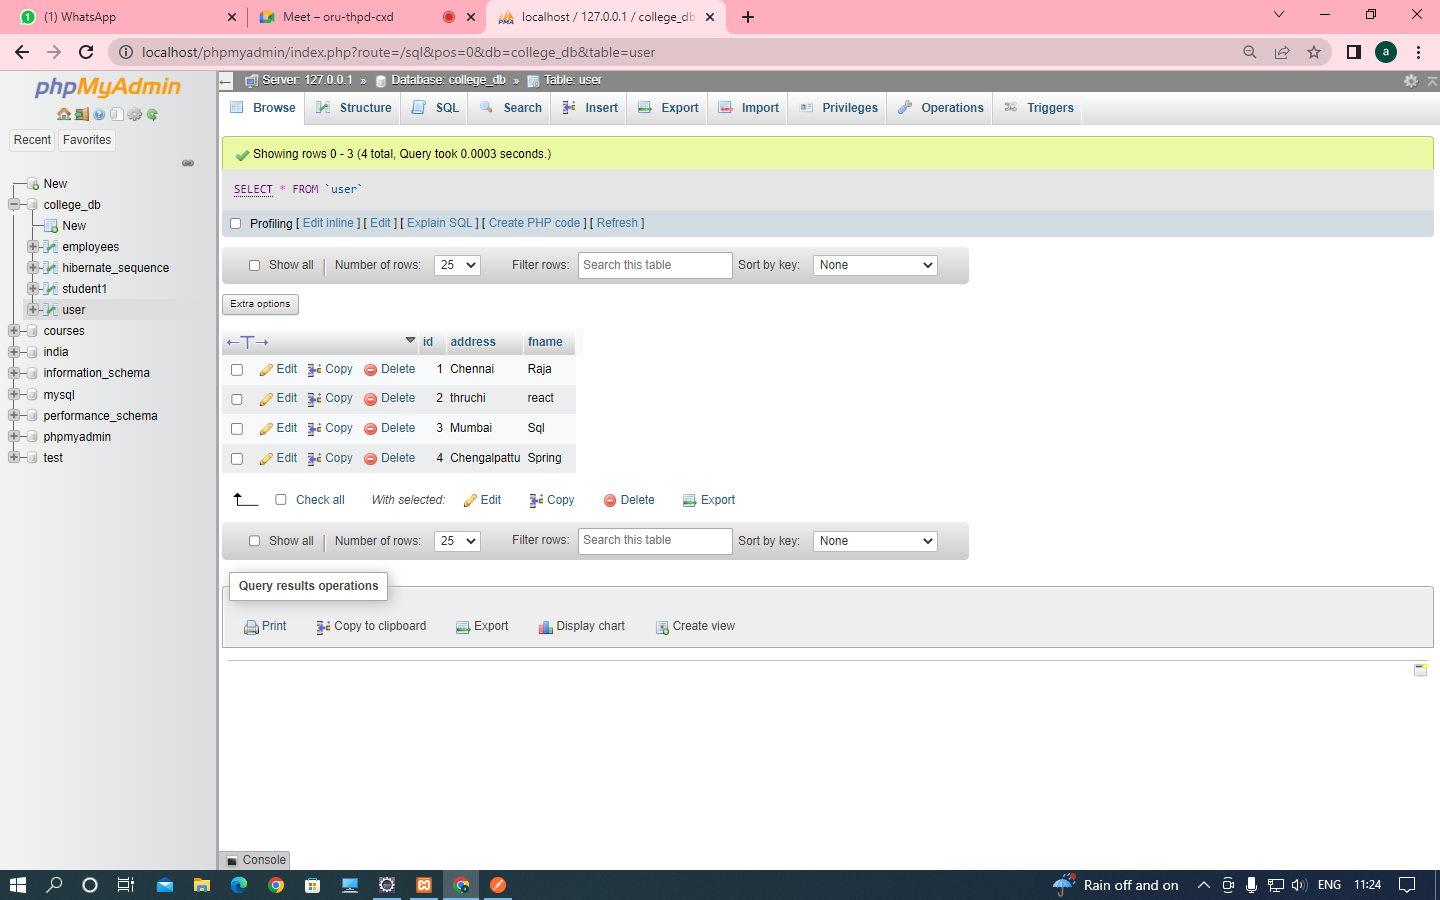 (1) WhatsApp
Meet – oru-thpd-cxd
localhost / 127.0.0.1 / college_db
localhost/phpmyadmin/index.php?route=/sql&pos=0&db=college_db&table=user
a
phpMyAdmin
Recent
Favorites
New
college_db
New
employees
hibernate_sequence
student1
user
courses
india
information_schema
mysql
performance_schema
phpmyadmin
test
Server: 127.0.0.1 » Database: college_db » Table: user
Browse Structure SQL Search Insert Export Import Privileges Operations Triggers
Showing rows 0 - 3 (4 total, Query took 0.0003 seconds.)
SELECT * FROM `user`
Profiling [ Edit inline ] [ Edit ] [ Explain SQL ] [ Create PHP code ] [ Refresh ]
Show all | Number of rows: 25 Filter rows: Search this table Sort by key: None
Extra options
←T→ id address fname
Edit Copy Delete 1 Chennai Raja
Edit Copy Delete 2 thruchi react
Edit Copy Delete 3 Mumbai Sql
Edit Copy Delete 4 Chengalpattu Spring
Check all With selected: Edit Copy Delete Export
Show all | Number of rows: 25 Filter rows: Search this table Sort by key: None
Query results operations
Print Copy to clipboard Export Display chart Create view
Console
Rain off and on ENG 11:24